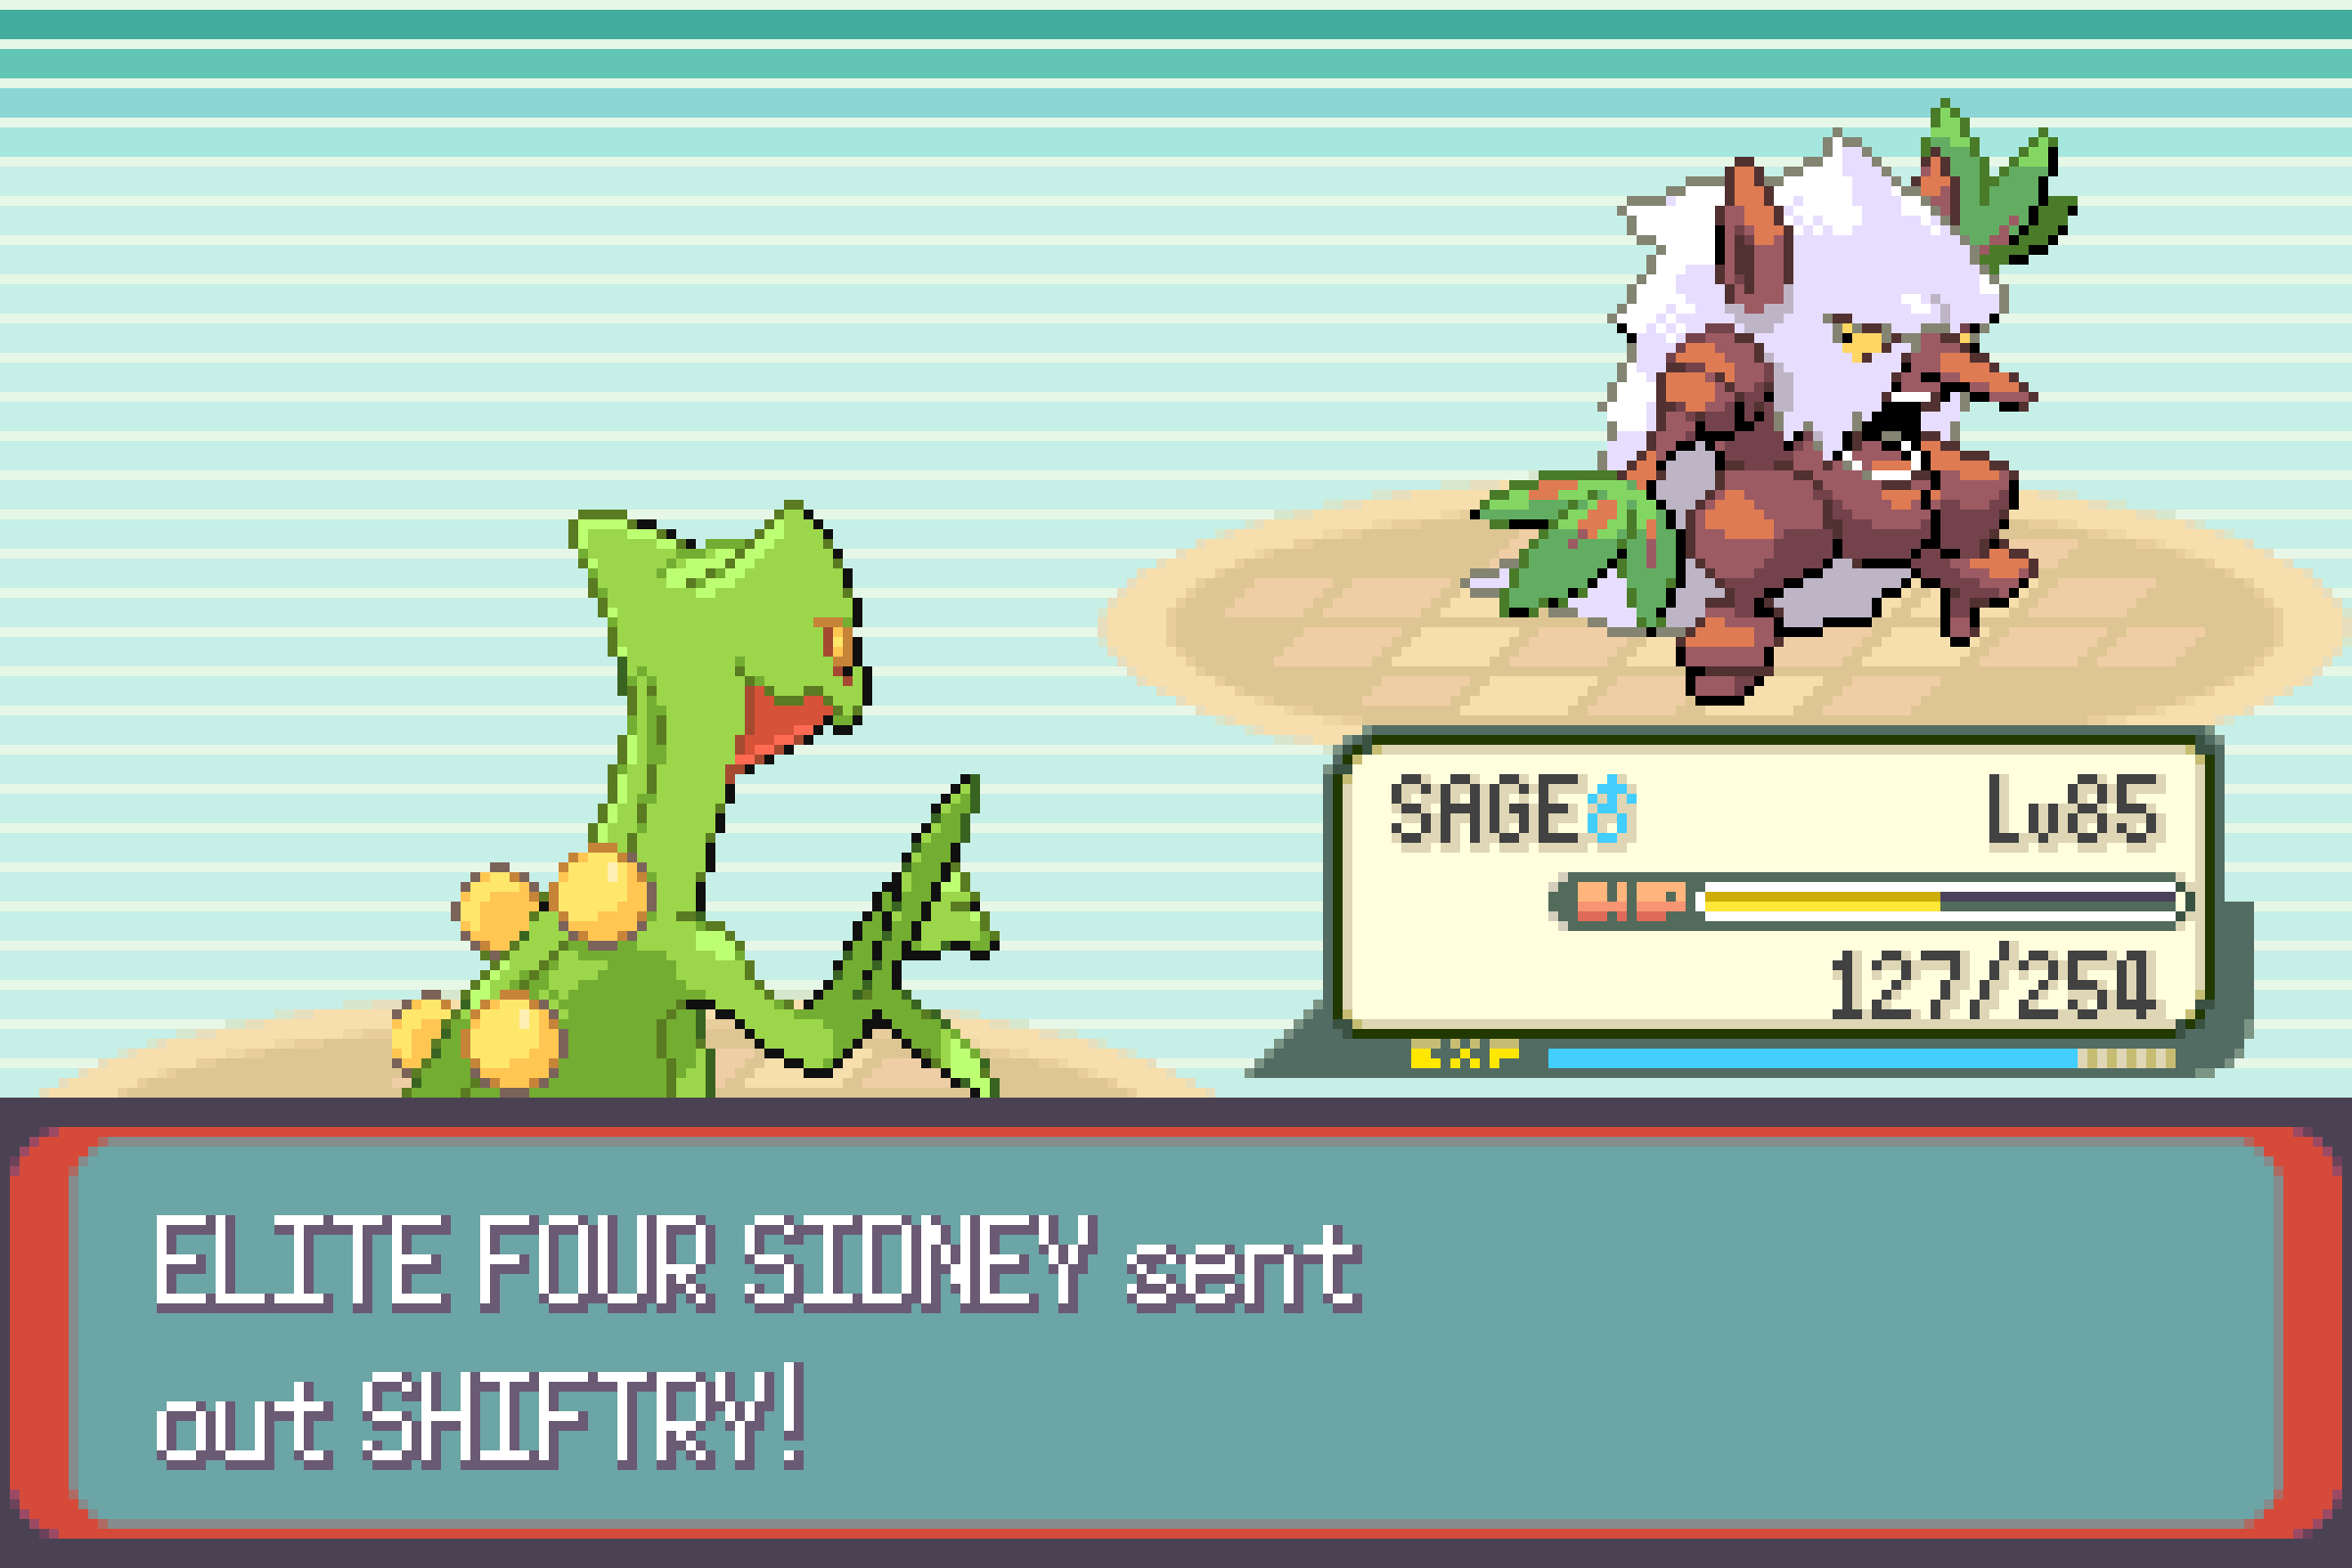 SAGE♂ Lv85
HP
127/254
EXP
ELITE FOUR SIDNEY sent
out SHIFTRY!